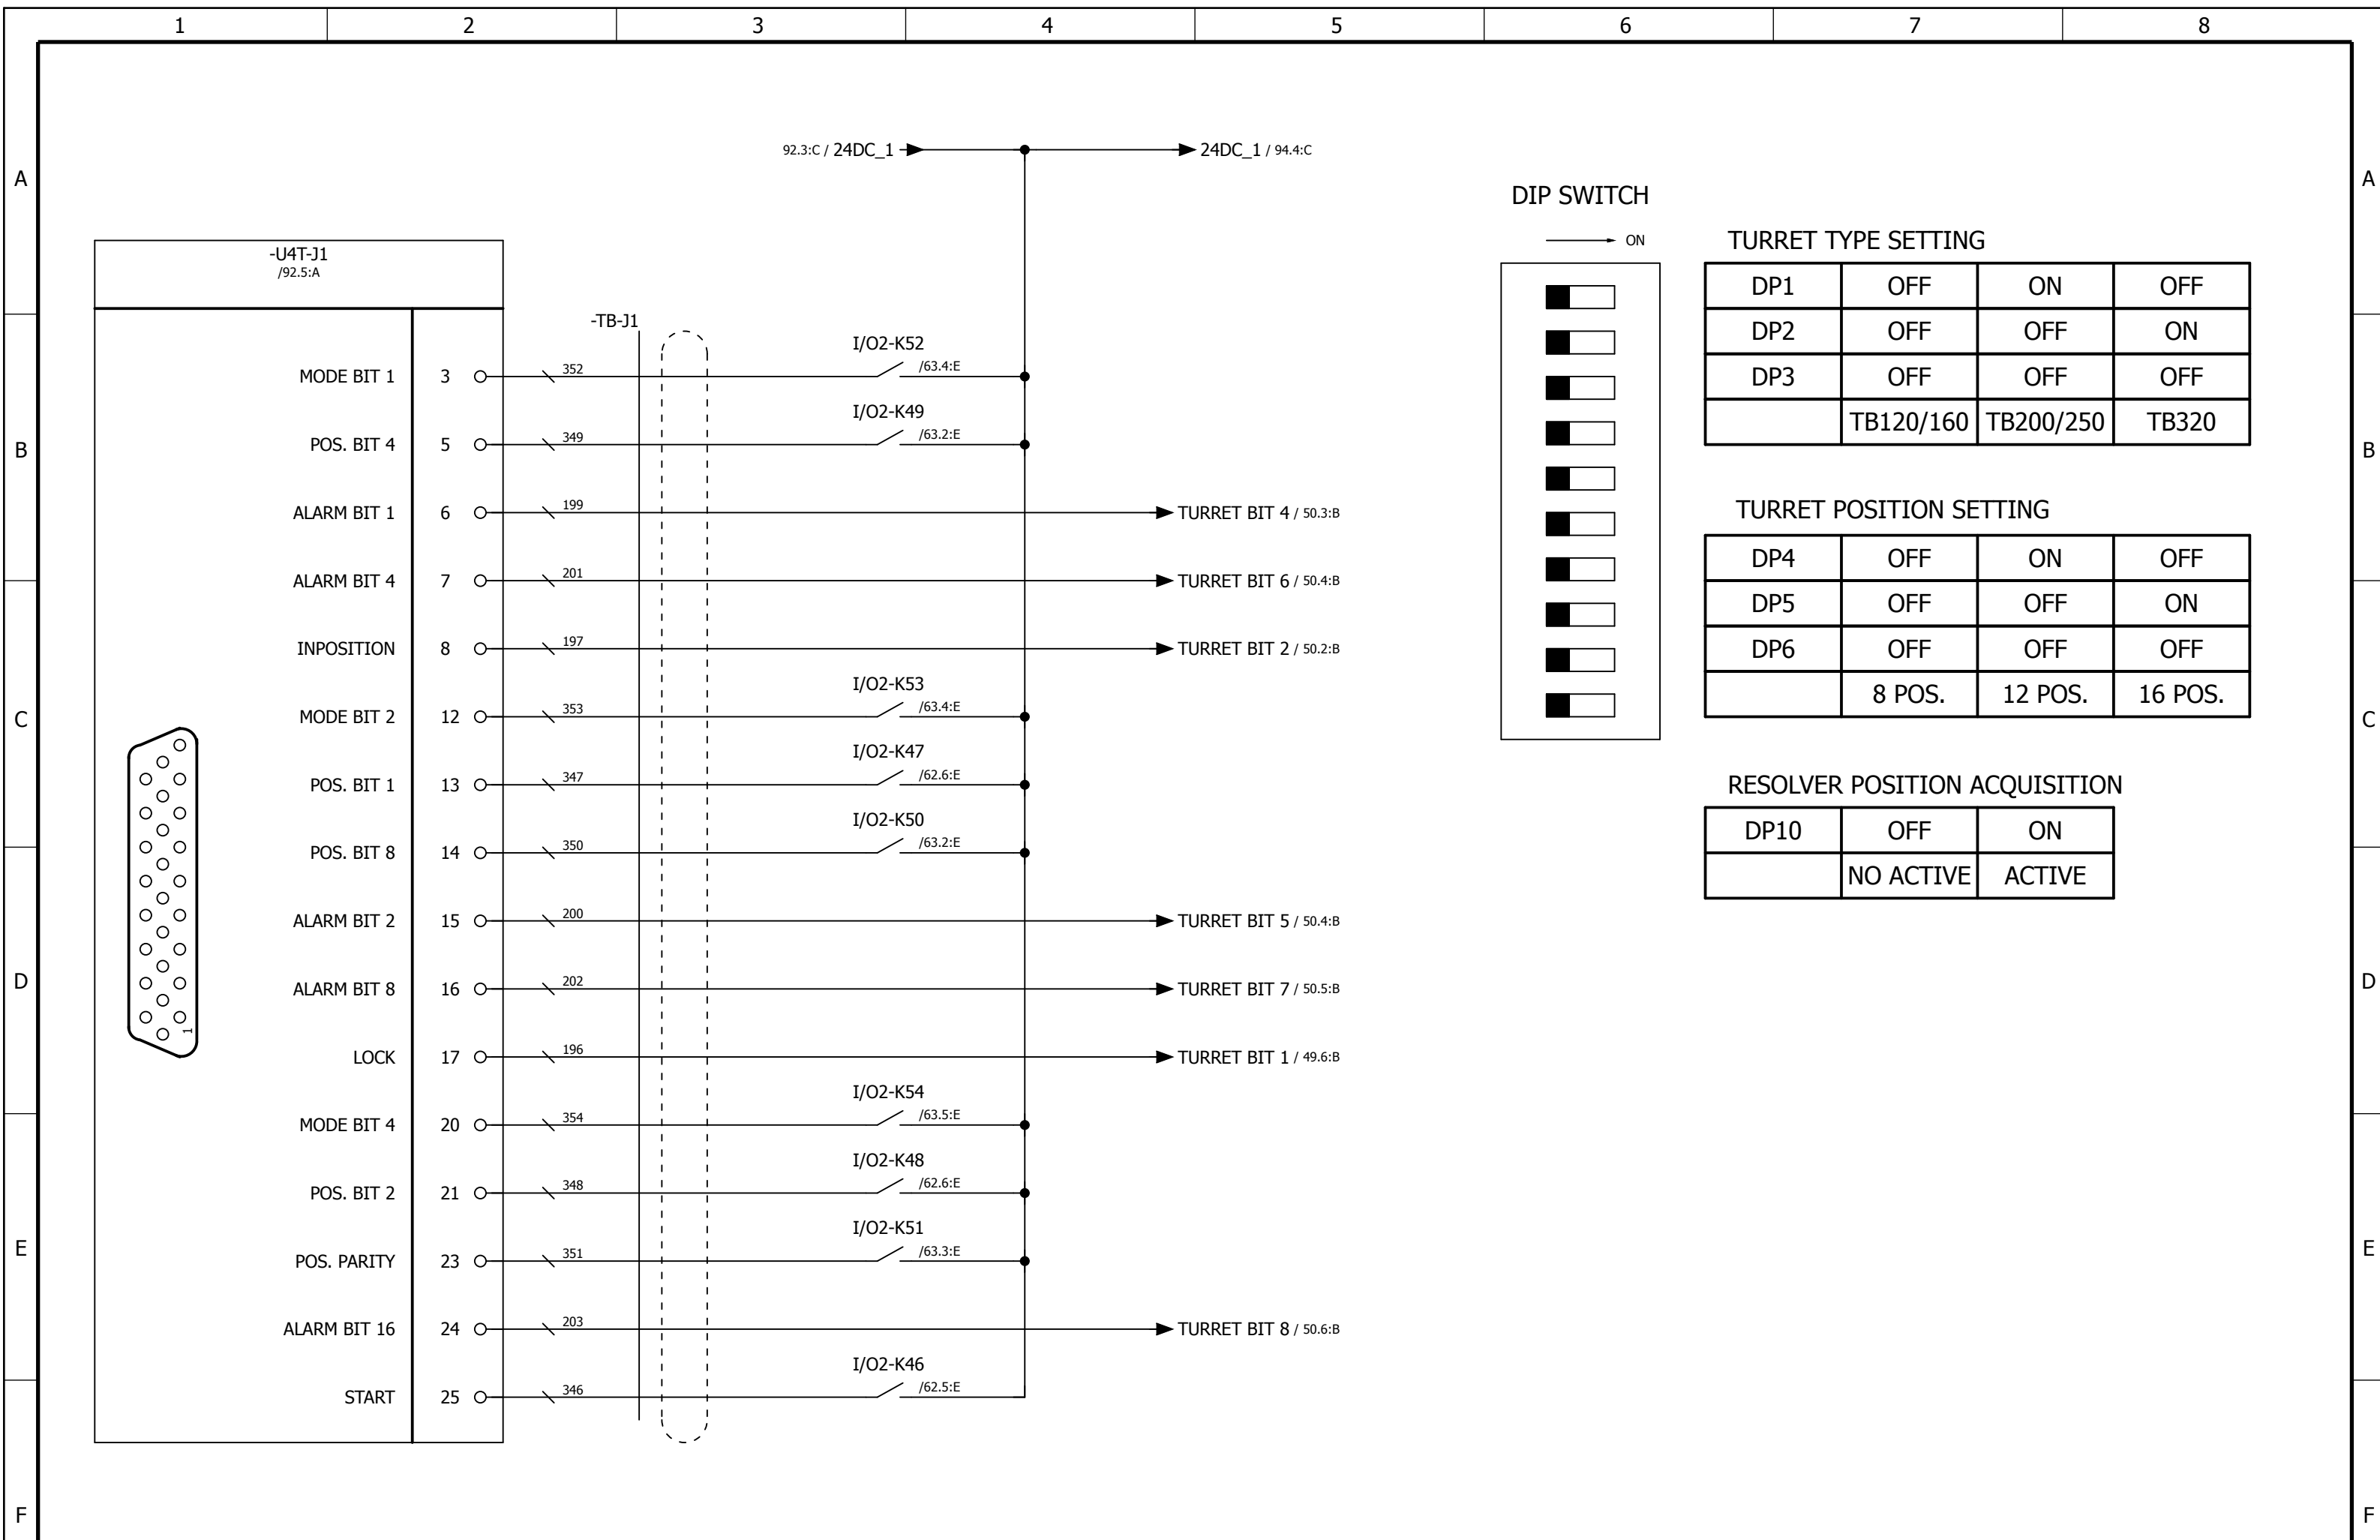 1 2 3 4 5 6 7 8
92.3:C / 24DC_1 24DC_1 / 94.4:C
A A
DIP SWITCH
ON
TURRET TYPE SETTING
-U4T-J1
/92.5:A
DP1 OFF ON OFF
DP2 OFF OFF ON
DP3 OFF OFF OFF
TB120/160 TB200/250 TB320
-TB-J1
I/O2-K52
MODE BIT 1 3 352 /63.4:E
I/O2-K49
POS. BIT 4 5 349 /63.2:E
B B
ALARM BIT 1 6 199 TURRET BIT 4 / 50.3:B
TURRET POSITION SETTING
DP4 OFF ON OFF
DP5 OFF OFF ON
DP6 OFF OFF OFF
8 POS. 12 POS. 16 POS.
ALARM BIT 4 7 201 TURRET BIT 6 / 50.4:B
INPOSITION 8 197 TURRET BIT 2 / 50.2:B
I/O2-K53
MODE BIT 2 12 353 /63.4:E
C C
I/O2-K47
POS. BIT 1 13 347 /62.6:E
RESOLVER POSITION ACQUISITION
DP10 OFF ON
NO ACTIVE ACTIVE
I/O2-K50
POS. BIT 8 14 350 /63.2:E
ALARM BIT 2 15 200 TURRET BIT 5 / 50.4:B
D D
ALARM BIT 8 16 202 TURRET BIT 7 / 50.5:B
1
LOCK 17 196 TURRET BIT 1 / 49.6:B
I/O2-K54
MODE BIT 4 20 354 /63.5:E
I/O2-K48
POS. BIT 2 21 348 /62.6:E
I/O2-K51
E E
POS. PARITY 23 351 /63.3:E
ALARM BIT 16 24 203 TURRET BIT 8 / 50.6:B
I/O2-K46
START 25 346 /62.5:E
F F